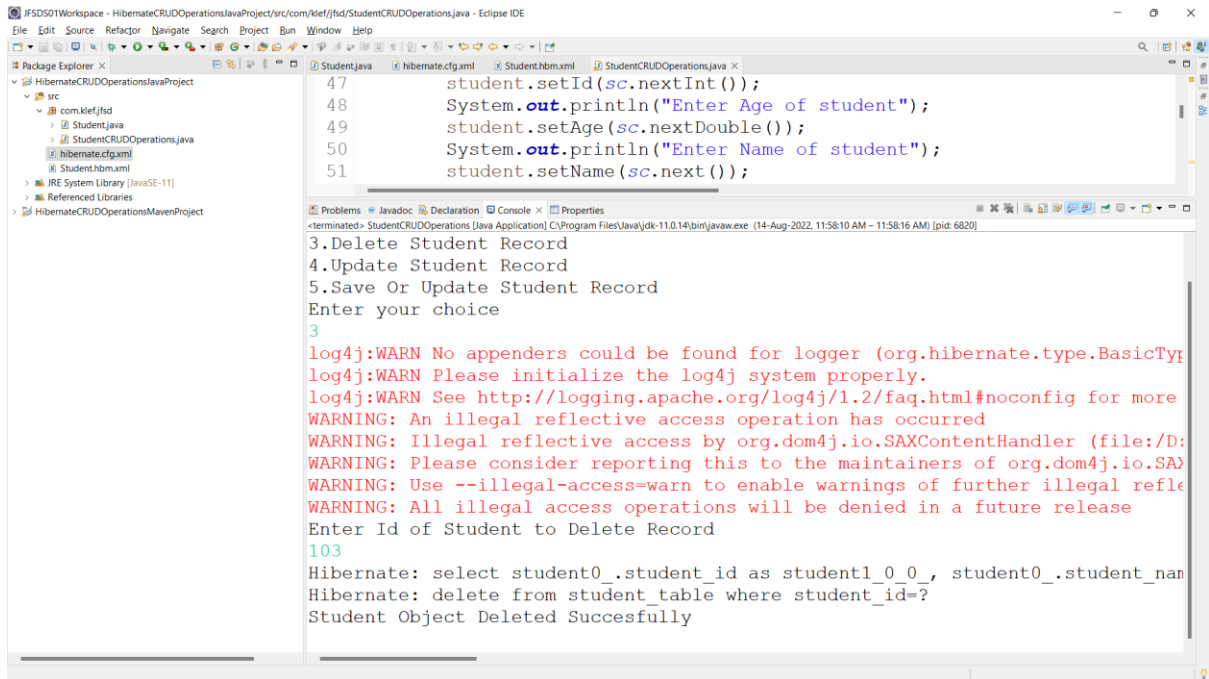 JFSDS01Workspace - HibernateCRUDOperationsJavaProject/src/com/klef/jfsd/StudentCRUDOperations.java - Eclipse IDE
File Edit Source Refactor Navigate Search Project Run Window Help
Package Explorer
HibernateCRUDOperationsJavaProject
src
com.klef.jfsd
Student.java
StudentCRUDOperations.java
hibernate.cfg.xml
Student.hbm.xml
JRE System Library [JavaSE-11]
Referenced Libraries
HibernateCRUDOperationsMavenProject
Student.java hibernate.cfg.xml Student.hbm.xml StudentCRUDOperations.java
47 student.setId(sc.nextInt());
48 System.out.println("Enter Age of student");
49 student.setAge(sc.nextDouble());
50 System.out.println("Enter Name of student");
51 student.setName(sc.next());
Problems Javadoc Declaration Console Properties
<terminated> StudentCRUDOperations [Java Application] C:\Program Files\Java\jdk-11.0.14\bin\javaw.exe (14-Aug-2022, 11:58:10 AM – 11:58:16 AM) [pid: 6820]
3.Delete Student Record
4.Update Student Record
5.Save Or Update Student Record
Enter your choice
3
log4j:WARN No appenders could be found for logger (org.hibernate.type.BasicTyp
log4j:WARN Please initialize the log4j system properly.
log4j:WARN See http://logging.apache.org/log4j/1.2/faq.html#noconfig for more
WARNING: An illegal reflective access operation has occurred
WARNING: Illegal reflective access by org.dom4j.io.SAXContentHandler (file:/D:
WARNING: Please consider reporting this to the maintainers of org.dom4j.io.SAX
WARNING: Use --illegal-access=warn to enable warnings of further illegal refle
WARNING: All illegal access operations will be denied in a future release
Enter Id of Student to Delete Record
103
Hibernate: select student0_.student_id as student1_0_0_, student0_.student_nam
Hibernate: delete from student_table where student_id=?
Student Object Deleted Succesfully